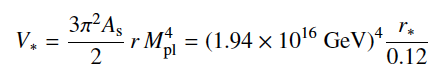 V_* = \frac{3\pi^2 A_s}{2} r M_{pl}^4 = (1.94 × 10^{16} GeV)^4 \frac{r_*}{0.12}